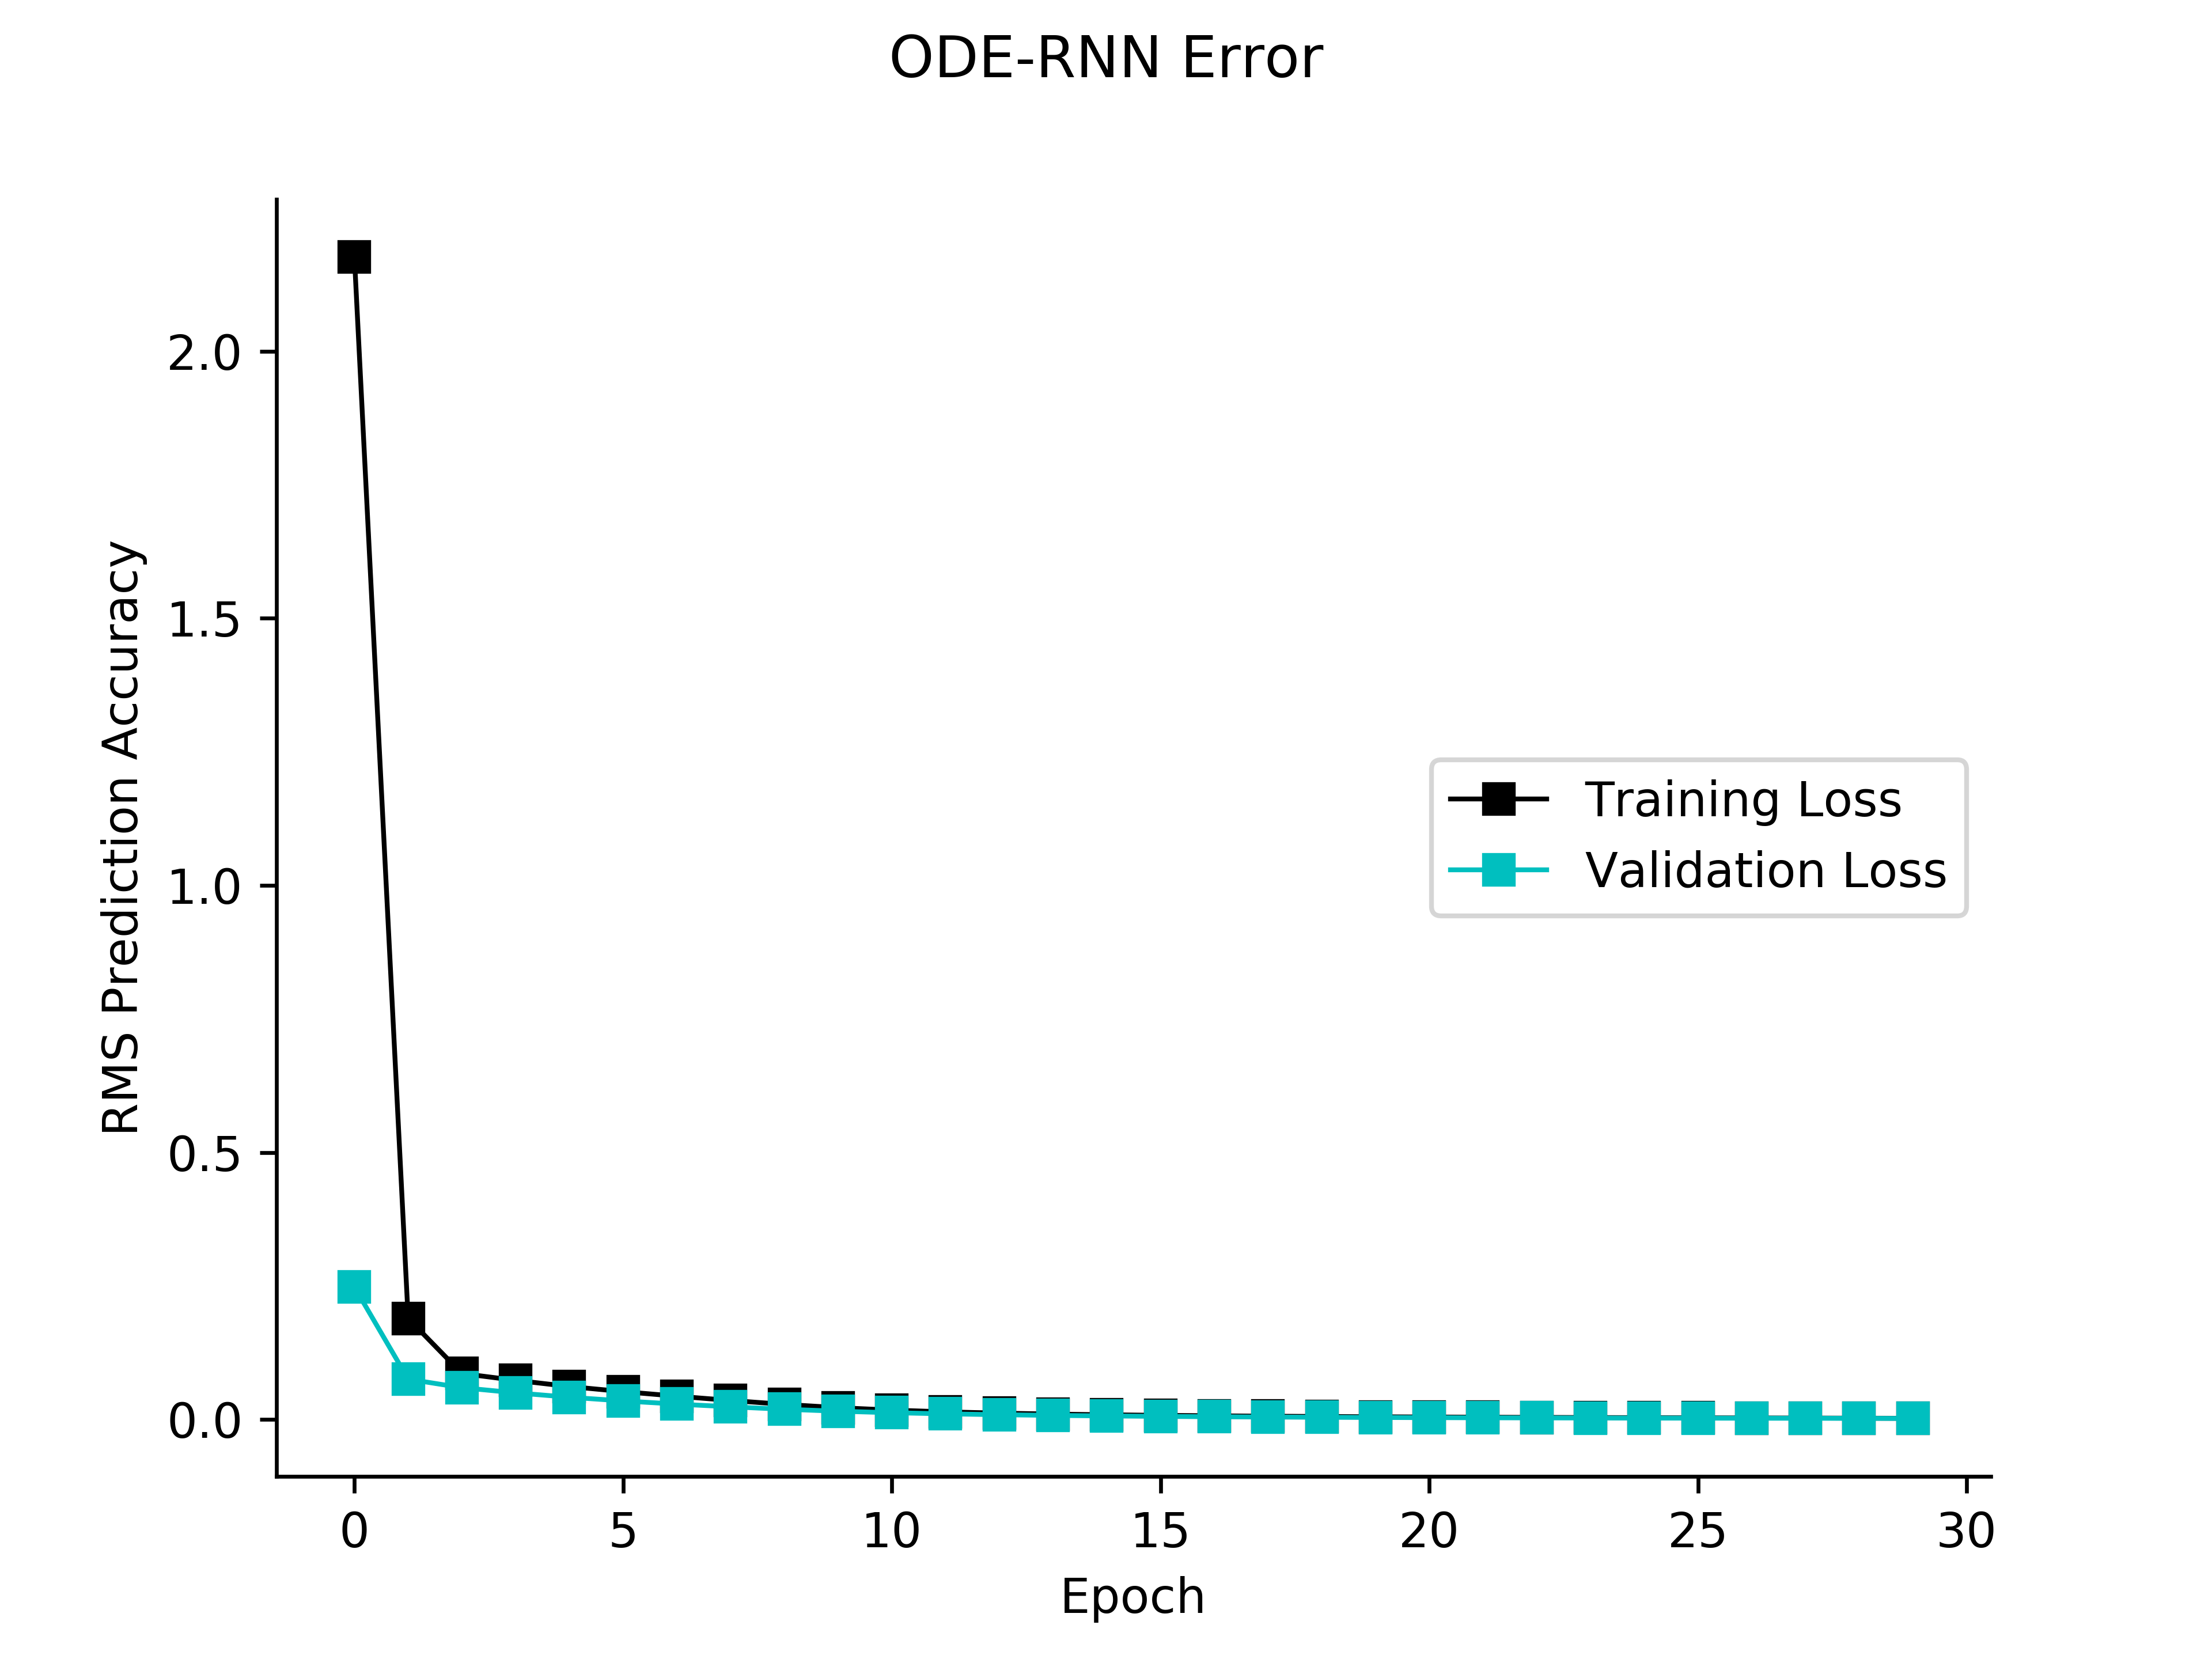 ODE-RNN Error
RMS Prediction Accuracy
2.0
1.5
1.0
0.5
0.0
Training Loss
Validation Loss
0 5 10 15 20 25 30
Epoch